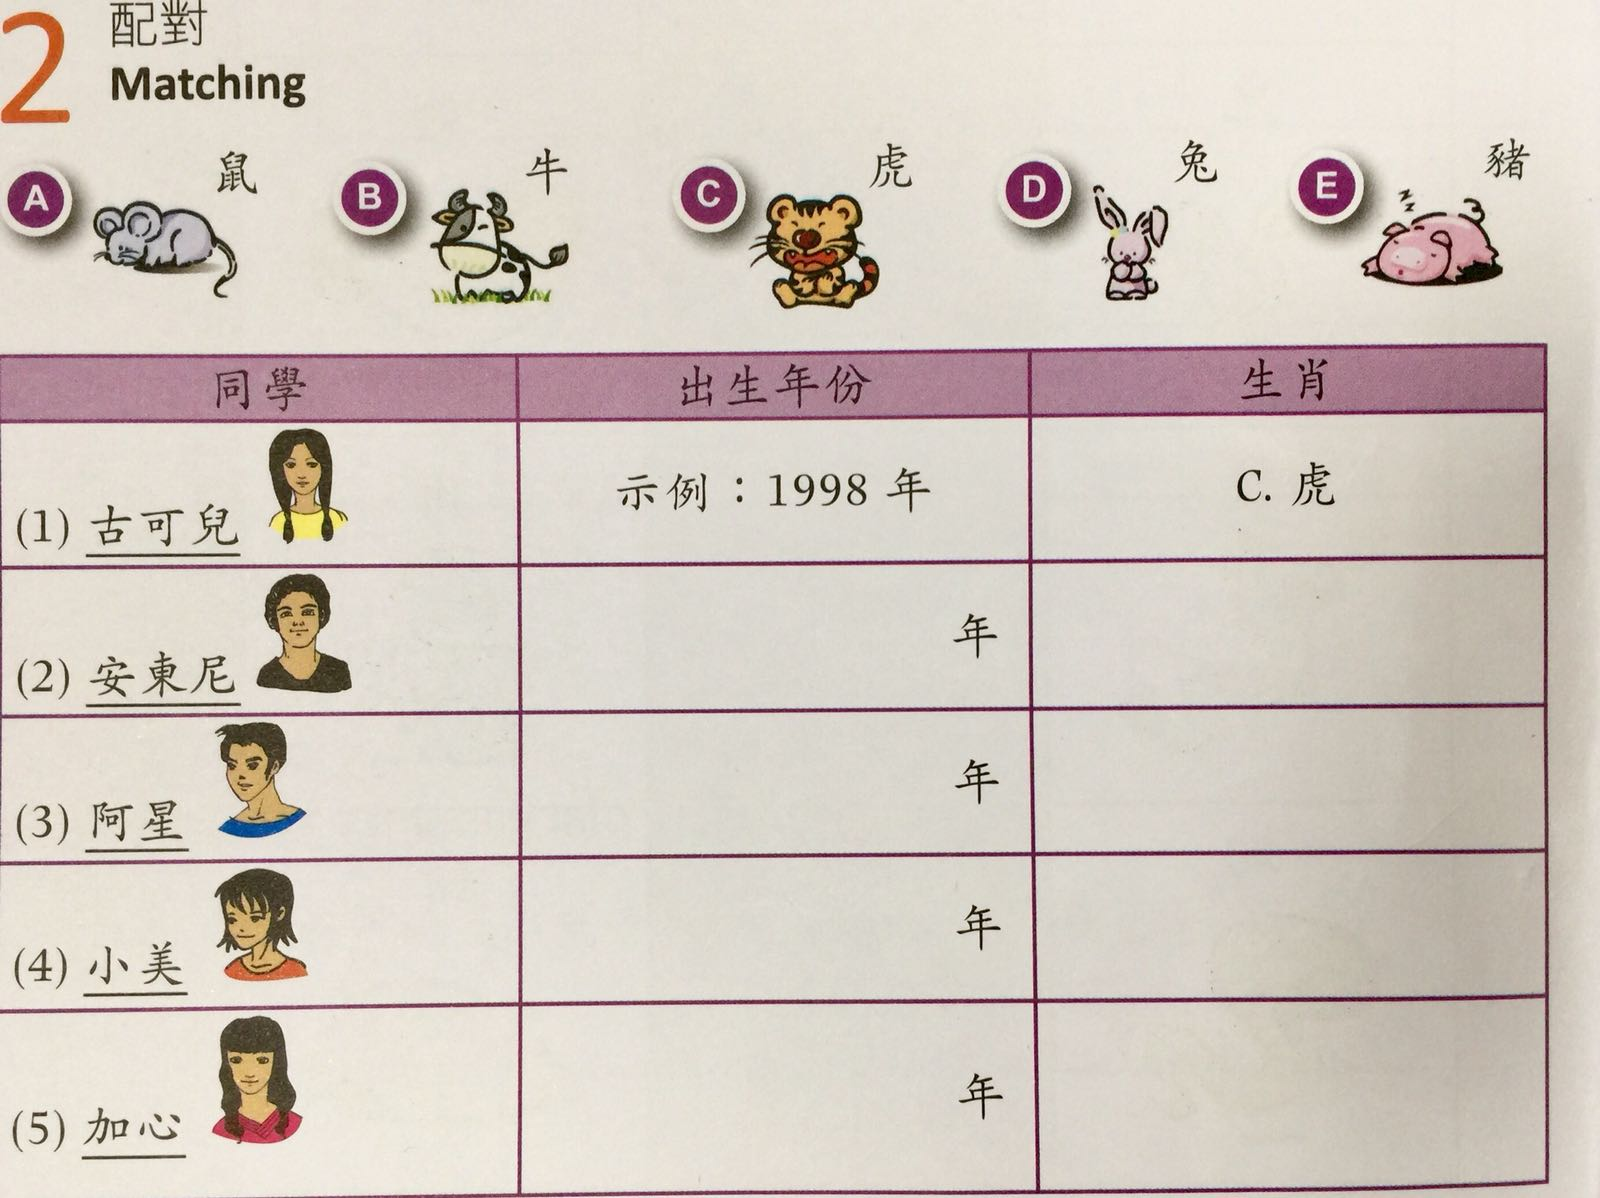 2
配對
Matching
A 鼠 B 牛 C 虎 D 兔 E 豬
同學 出生年份 生肖
(1) 古可兒 示例：1998 年 C. 虎
(2) 安東尼 年
(3) 阿星 年
(4) 小美 年
(5) 加心 年